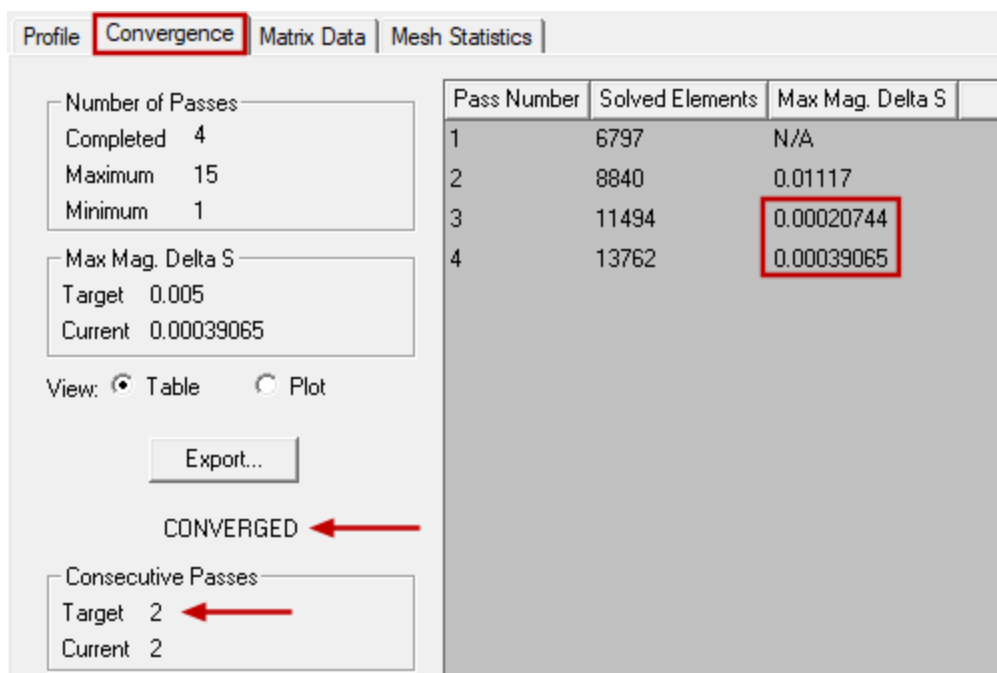 Profile Convergence Matrix Data Mesh Statistics
Number of Passes
Completed 4
Maximum 15
Minimum 1
Max Mag. Delta S
Target 0.005
Current 0.00039065
View: Table Plot
Export...
CONVERGED
Consecutive Passes
Target 2
Current 2
Pass Number Solved Elements Max Mag. Delta S
1 6797 N/A
2 8840 0.01117
3 11494 0.00020744
4 13762 0.00039065